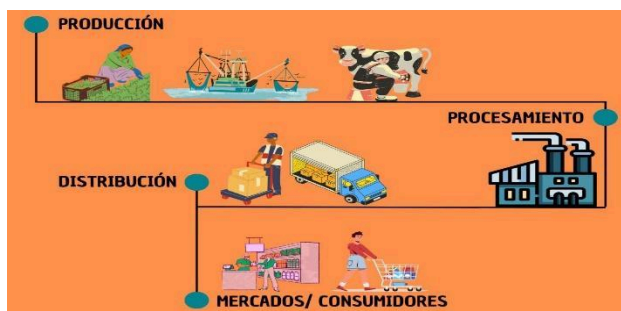 PRODUCCIÓN
PROCESAMIENTO
DISTRIBUCIÓN
MERCADOS/ CONSUMIDORES